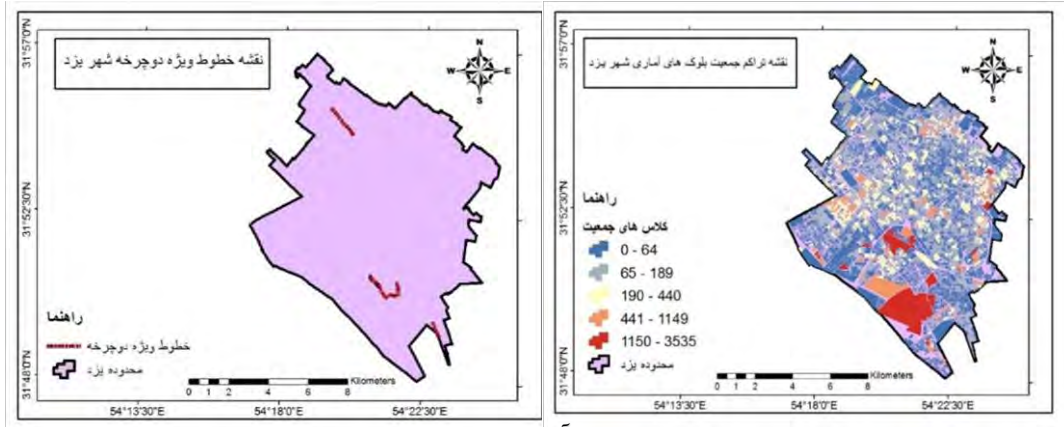 نقشه خطوط ویژه دوچرخه شهر یزد
N
W E
S
31°57'0"N
31°52'30"N
31°48'0"N
راهنما
خطوط ویژه دوچرخه
محدوده یزد
Kilometers
0 1 2 4 6 8
54°13'30"E 54°18'0"E 54°22'30"E
نقشه تراکم جمعیت بلوک های آماری شهر یزد
N
W E
S
31°57'0"N
31°52'30"N
31°48'0"N
راهنما
کلاس های جمعیت
0 - 64
65 - 189
190 - 440
441 - 1149
1150 - 3535
محدوده یزد
Kilometers
0 1 2 4 6 8
54°13'30"E 54°18'0"E 54°22'30"E